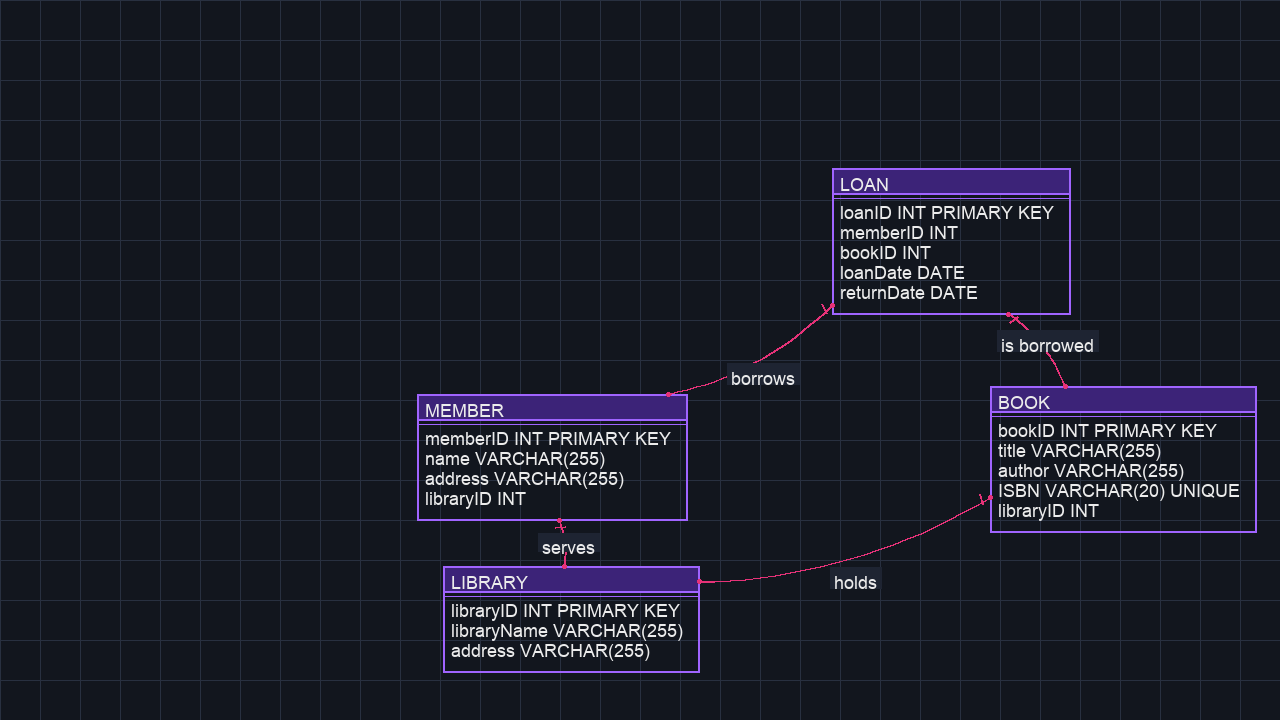 LOAN
loanID INT PRIMARY KEY
memberID INT
bookID INT
loanDate DATE
returnDate DATE
is borrowed
borrows
MEMBER
memberID INT PRIMARY KEY
name VARCHAR(255)
address VARCHAR(255)
libraryID INT
BOOK
bookID INT PRIMARY KEY
title VARCHAR(255)
author VARCHAR(255)
ISBN VARCHAR(20) UNIQUE
libraryID INT
serves
holds
LIBRARY
libraryID INT PRIMARY KEY
libraryName VARCHAR(255)
address VARCHAR(255)